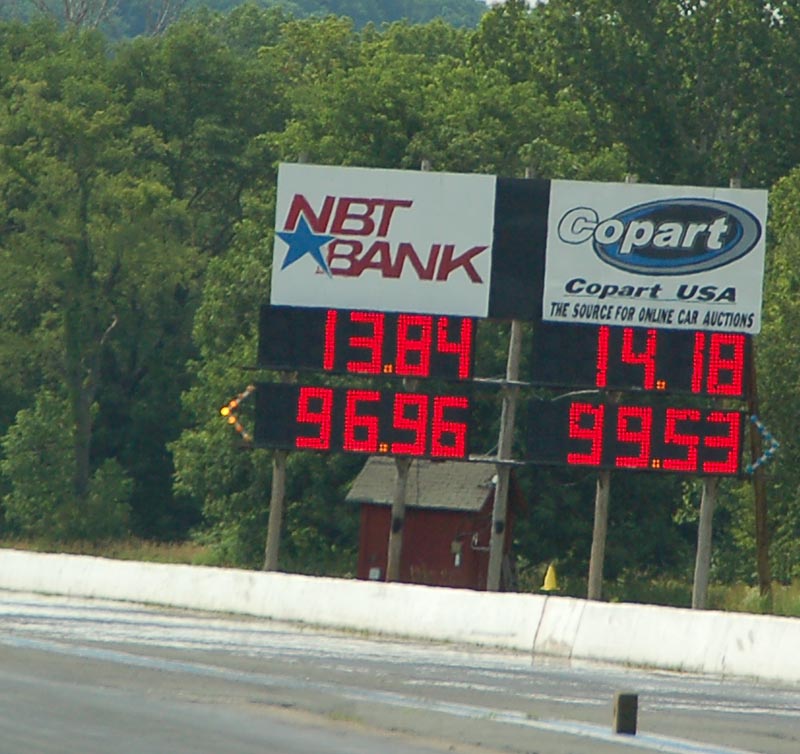 NBT
BANK
Copart
Copart USA
THE SOURCE FOR ONLINE CAR AUCTIONS
13.84
14.18
96.96
99.53